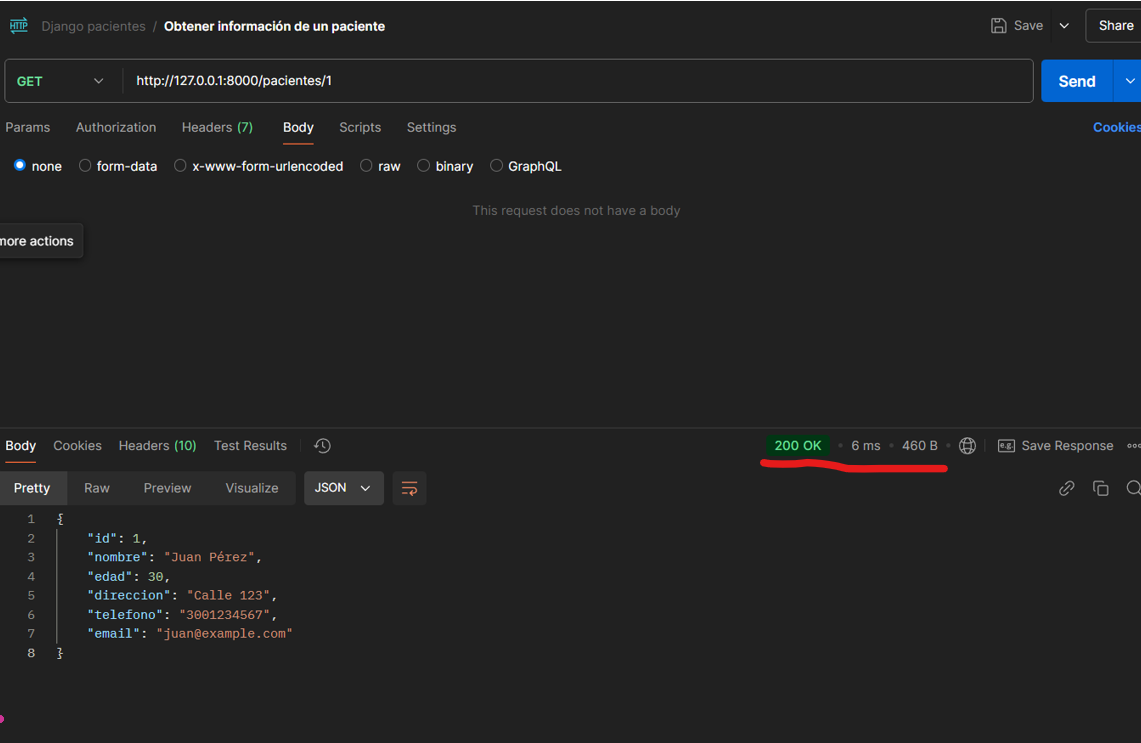 HTTP Django pacientes / Obtener información de un paciente Save Share
GET http://127.0.0.1:8000/pacientes/1 Send
Params Authorization Headers (7) Body Scripts Settings Cookies
none form-data x-www-form-urlencoded raw binary GraphQL
This request does not have a body
more actions
Body Cookies Headers (10) Test Results 200 OK • 6 ms • 460 B • e.g. Save Response
Pretty Raw Preview Visualize JSON
1 {
2 "id": 1,
3 "nombre": "Juan Pérez",
4 "edad": 30,
5 "direccion": "Calle 123",
6 "telefono": "3001234567",
7 "email": "juan@example.com"
8 }